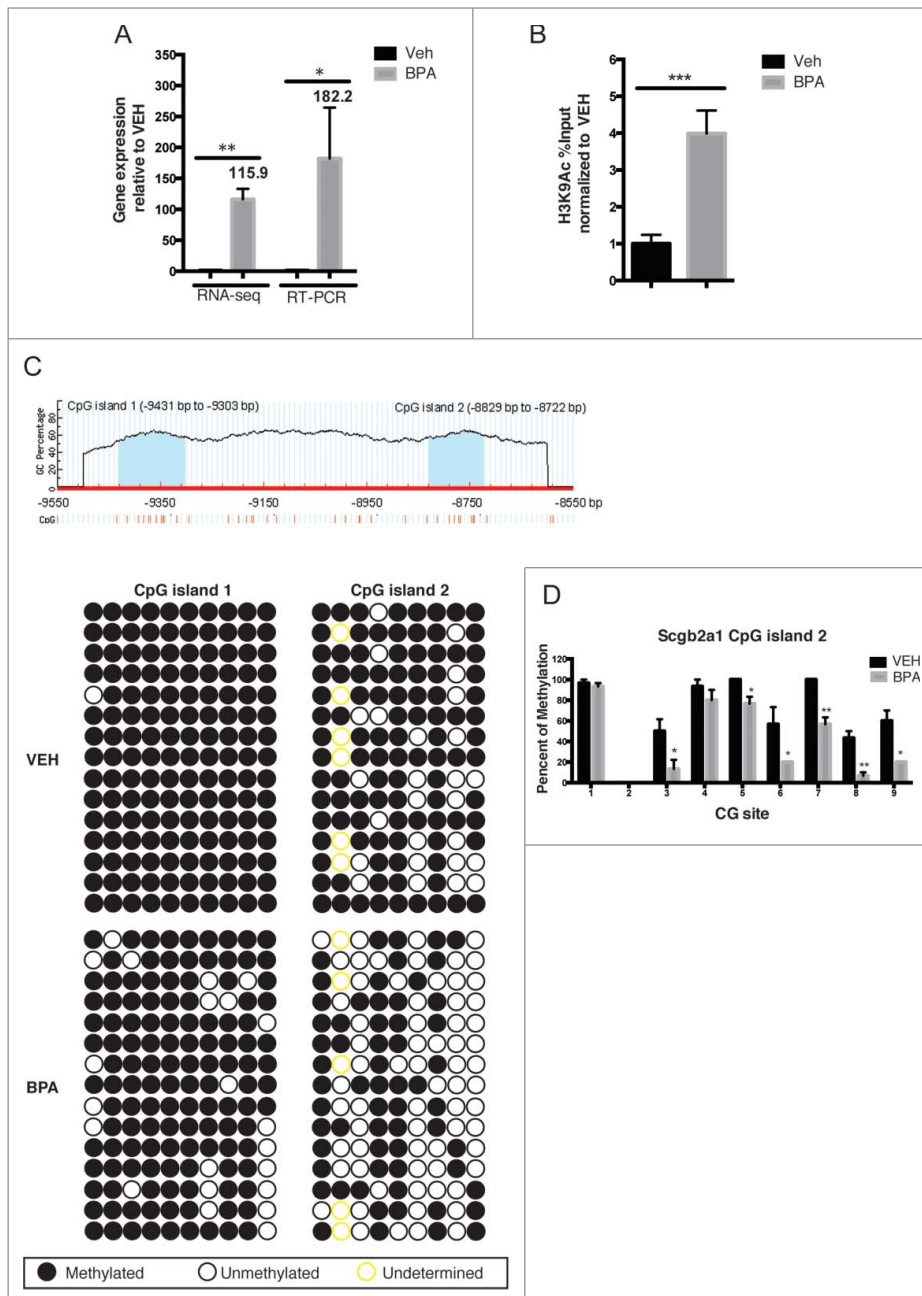 A
Veh
BPA
Gene expression
relative to VEH
350
300
250
200
150
100
50
0
**
115.9
*
182.2
RNA-seq
RT-PCR
B
Veh
BPA
H3K9Ac %Input
normalized to VEH
6
5
4
3
2
1
0
***
C
CpG island 1 (-9431 bp to -9303 bp)
CpG island 2 (-8829 bp to -8722 bp)
GC Percentage
80
60
40
20
0
-9550
-9350
-9150
-8950
-8750
-8550 bp
CpG
CpG island 1
CpG island 2
VEH
BPA
Methylated
Unmethylated
Undetermined
D
Scgb2a1 CpG island 2
VEH
BPA
Pencent of Methylation
120
100
80
60
40
20
0
*
*
*
**
**
*
1
2
3
4
5
6
7
8
9
CG site